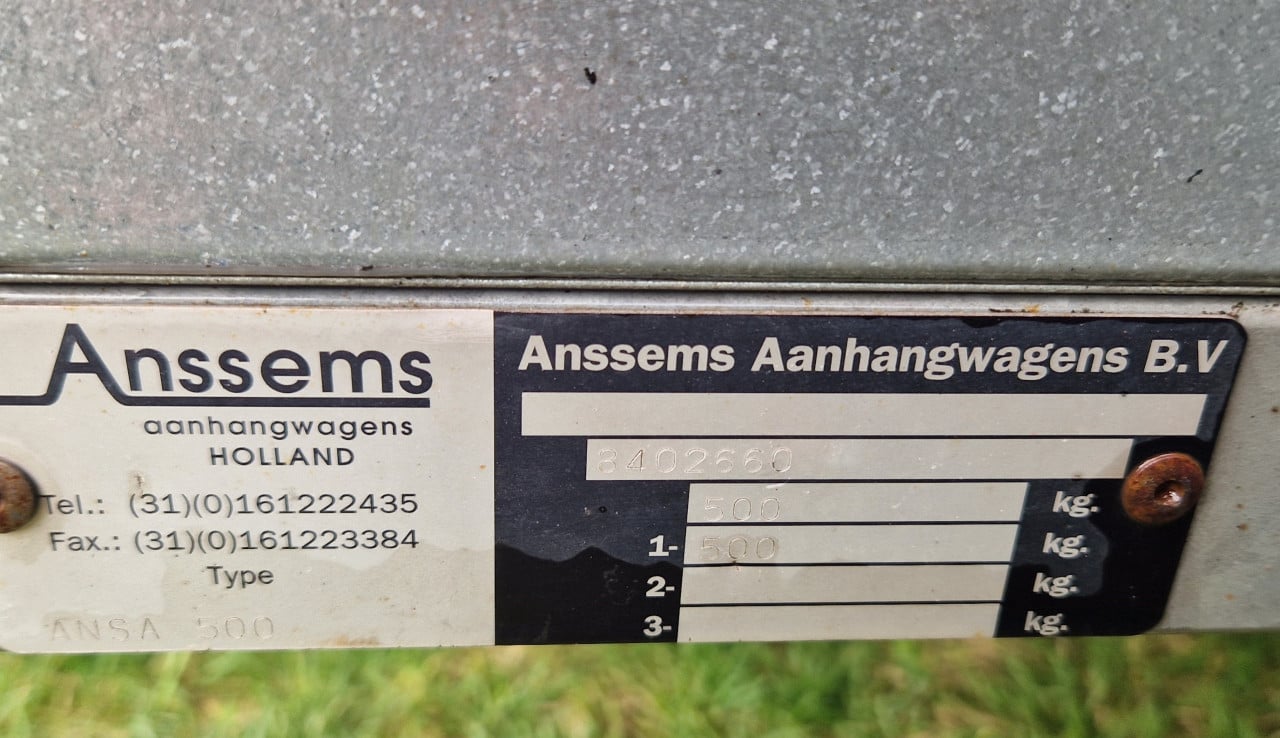 Anssems
aanhangwagens
HOLLAND
Tel.: (31)(0)161222435
Fax.: (31)(0)161223384
Type
ANSA 500
Anssems Aanhangwagens B.V
8402660
500 kg.
1- 500 kg.
2- kg.
3- kg.